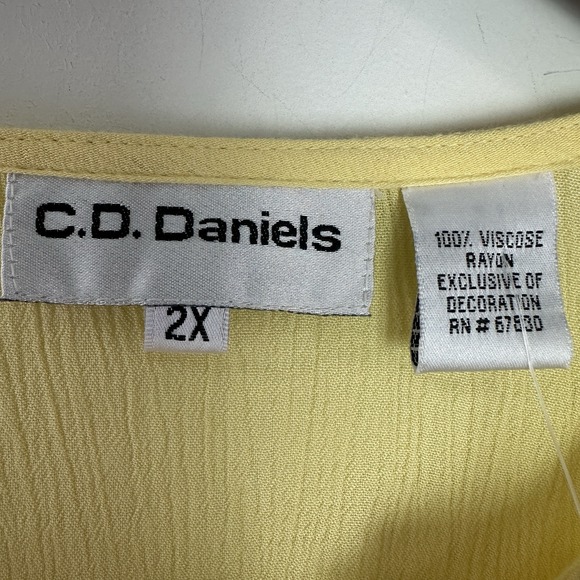 C.D. Daniels
2X
100% VISCOSE
RAYON
EXCLUSIVE OF
DECORATION
RN # 67830